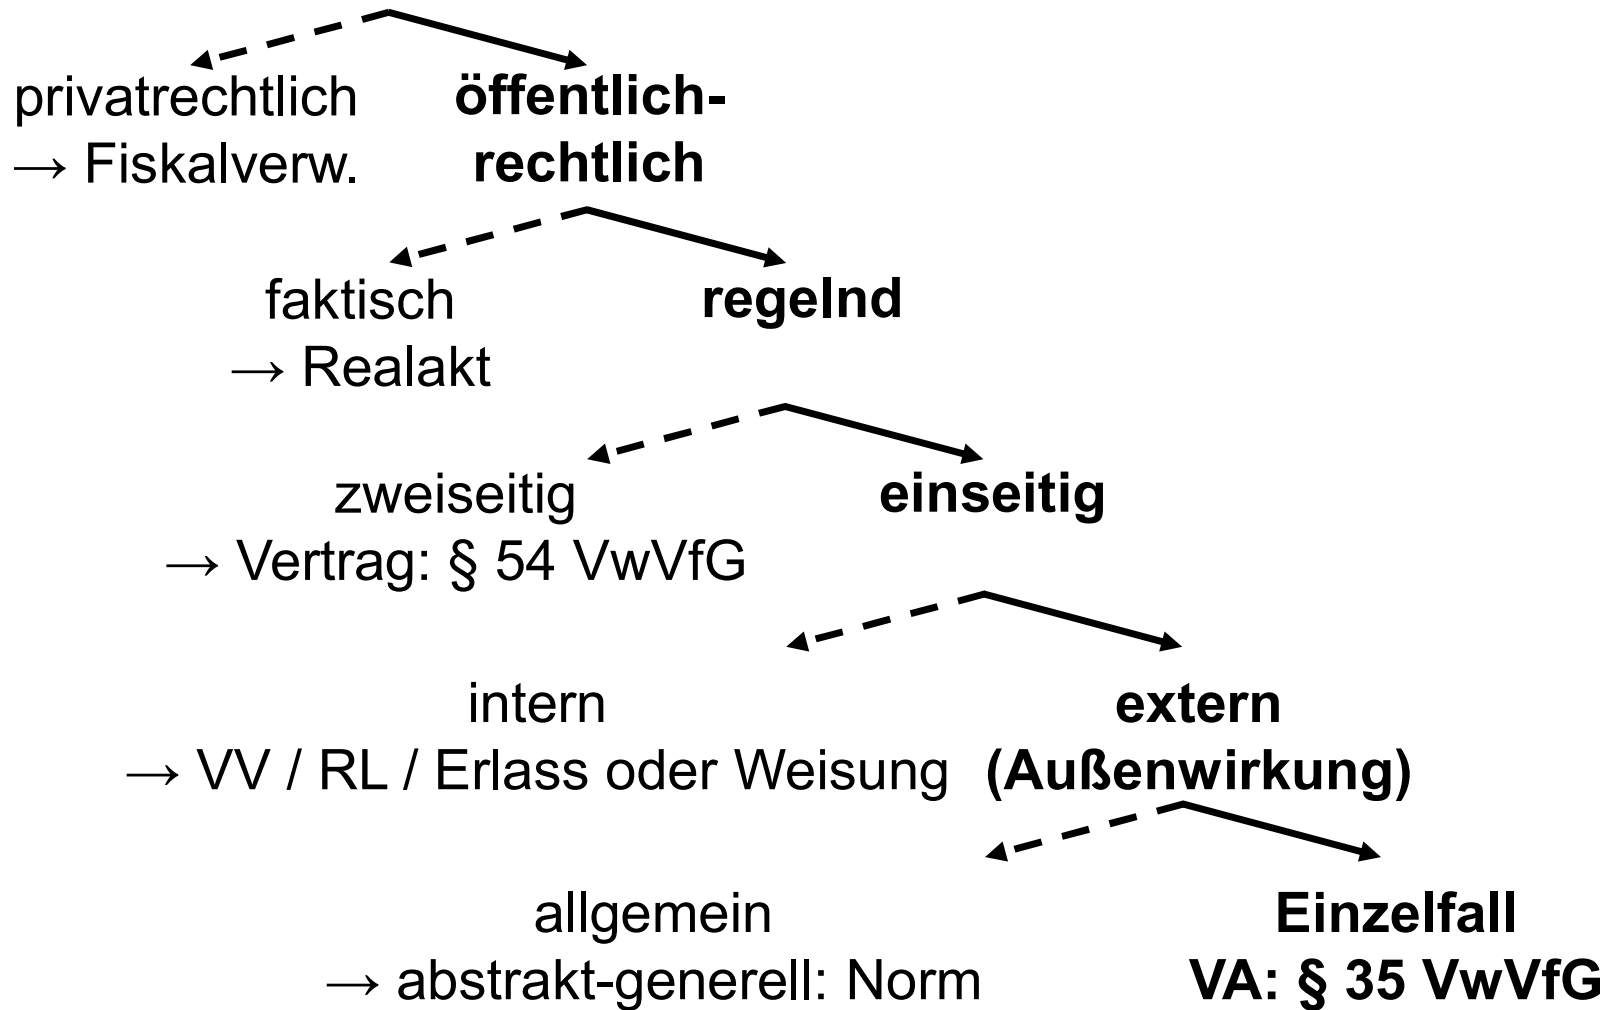 privatrechtlich öffentlich-
→ Fiskalverw. rechtlich
faktisch regelnd
→ Realakt
zweiseitig einseitig
→ Vertrag: § 54 VwVfG
intern extern
→ VV / RL / Erlass oder Weisung (Außenwirkung)
allgemein Einzelfall
→ abstrakt-generell: Norm VA: § 35 VwVfG